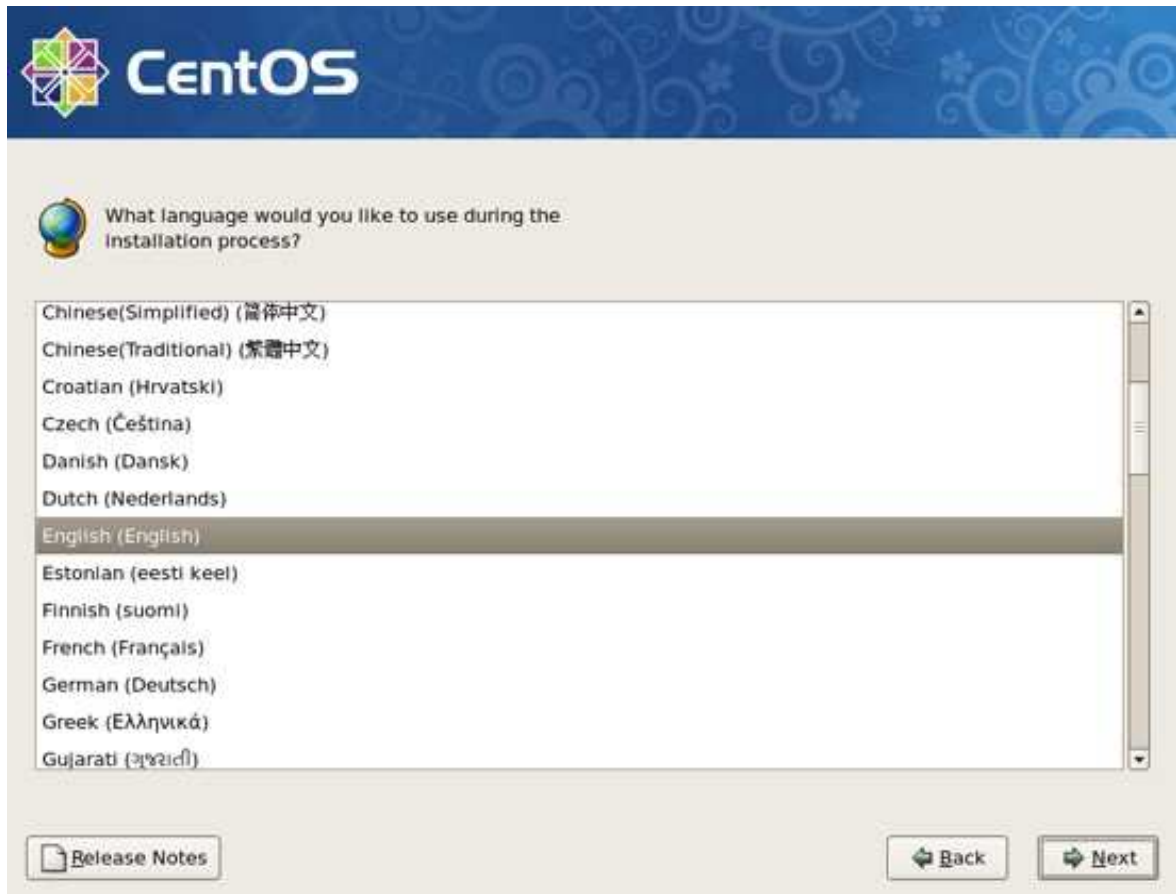 CentOS
What language would you like to use during the
installation process?
Chinese(Simplified) (简体中文)
Chinese(Traditional) (繁體中文)
Croatian (Hrvatski)
Czech (Čeština)
Danish (Dansk)
Dutch (Nederlands)
English (English)
Estonian (eesti keel)
Finnish (suomi)
French (Français)
German (Deutsch)
Greek (Ελληνικά)
Gujarati (ગુજરાતી)
Release Notes
Back
Next